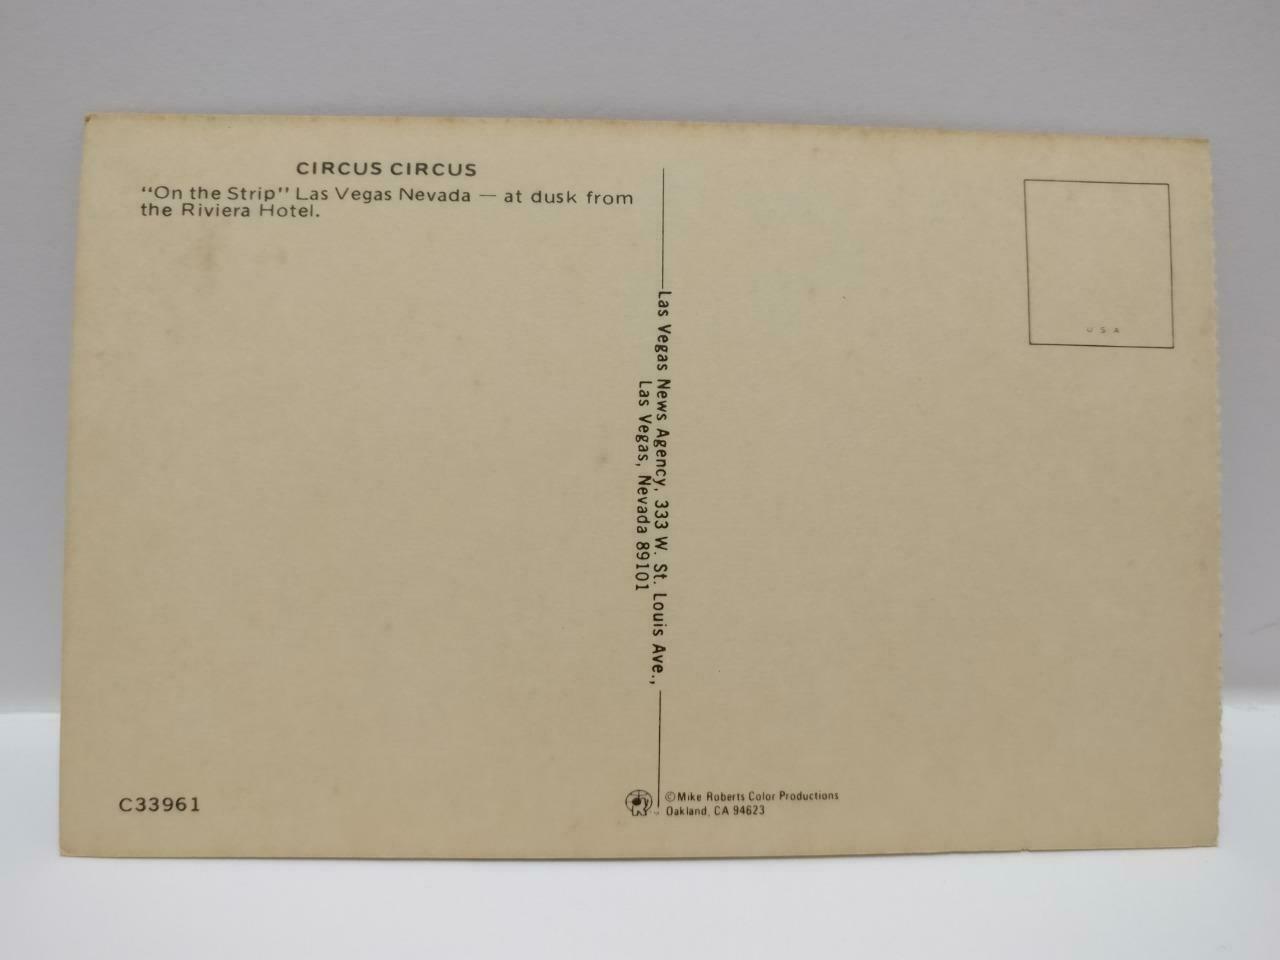 CIRCUS CIRCUS
"On the Strip" Las Vegas Nevada — at dusk from
the Riviera Hotel.
Las Vegas News Agency, 333 W. St. Louis Ave.,
Las Vegas, Nevada 89101
USA
C33961
©Mike Roberts Color Productions
Oakland, CA 94623